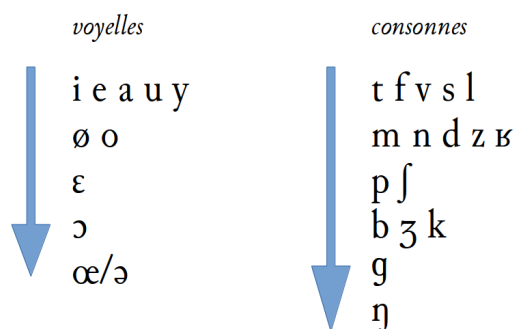 voyelles
i e a u y
ø o
ɛ
ɔ
œ/ə
consonnes
t f v s l
m n d z ʁ
p ʃ
b ʒ k
g
ŋ